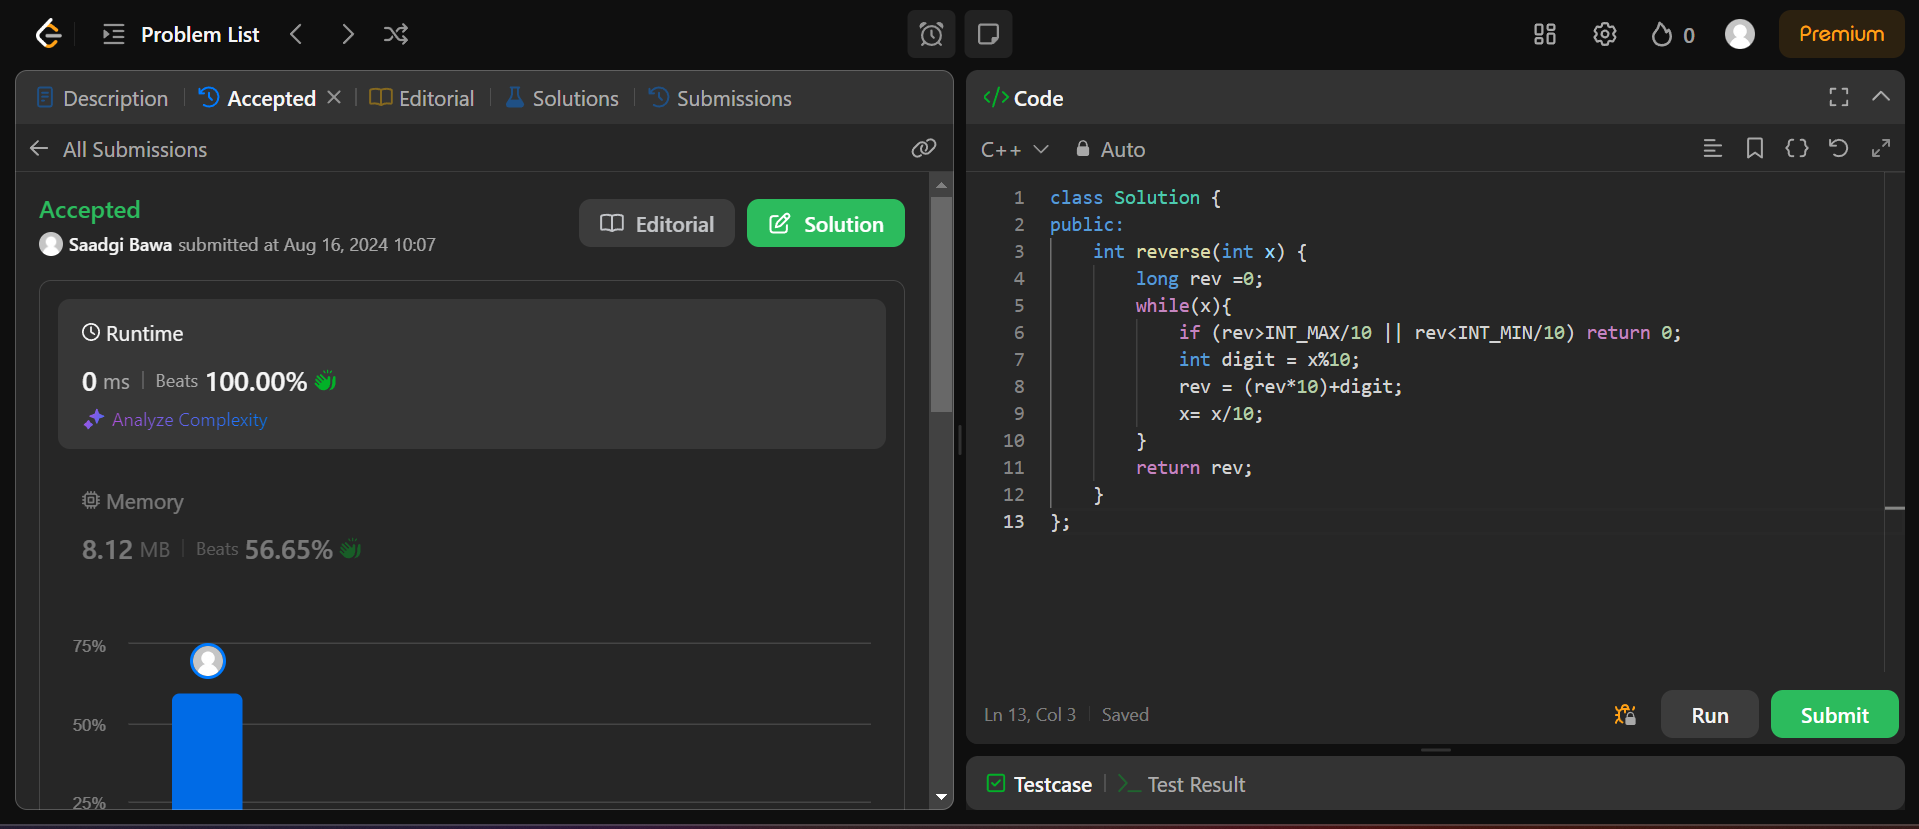 Problem List
0
Premium
Description
Accepted
Editorial
Solutions
Submissions
All Submissions
Accepted
Saadgi Bawa submitted at Aug 16, 2024 10:07
Editorial
Solution
Runtime
0 ms
Beats 100.00%
Analyze Complexity
Memory
8.12 MB
Beats 56.65%
75%
50%
25%
</> Code
C++
Auto
1 class Solution {
2 public:
3 int reverse(int x) {
4 long rev =0;
5 while(x){
6 if (rev>INT_MAX/10 || rev<INT_MIN/10) return 0;
7 int digit = x%10;
8 rev = (rev*10)+digit;
9 x= x/10;
10 }
11 return rev;
12 }
13 };
Ln 13, Col 3
Saved
Run
Submit
Testcase
Test Result